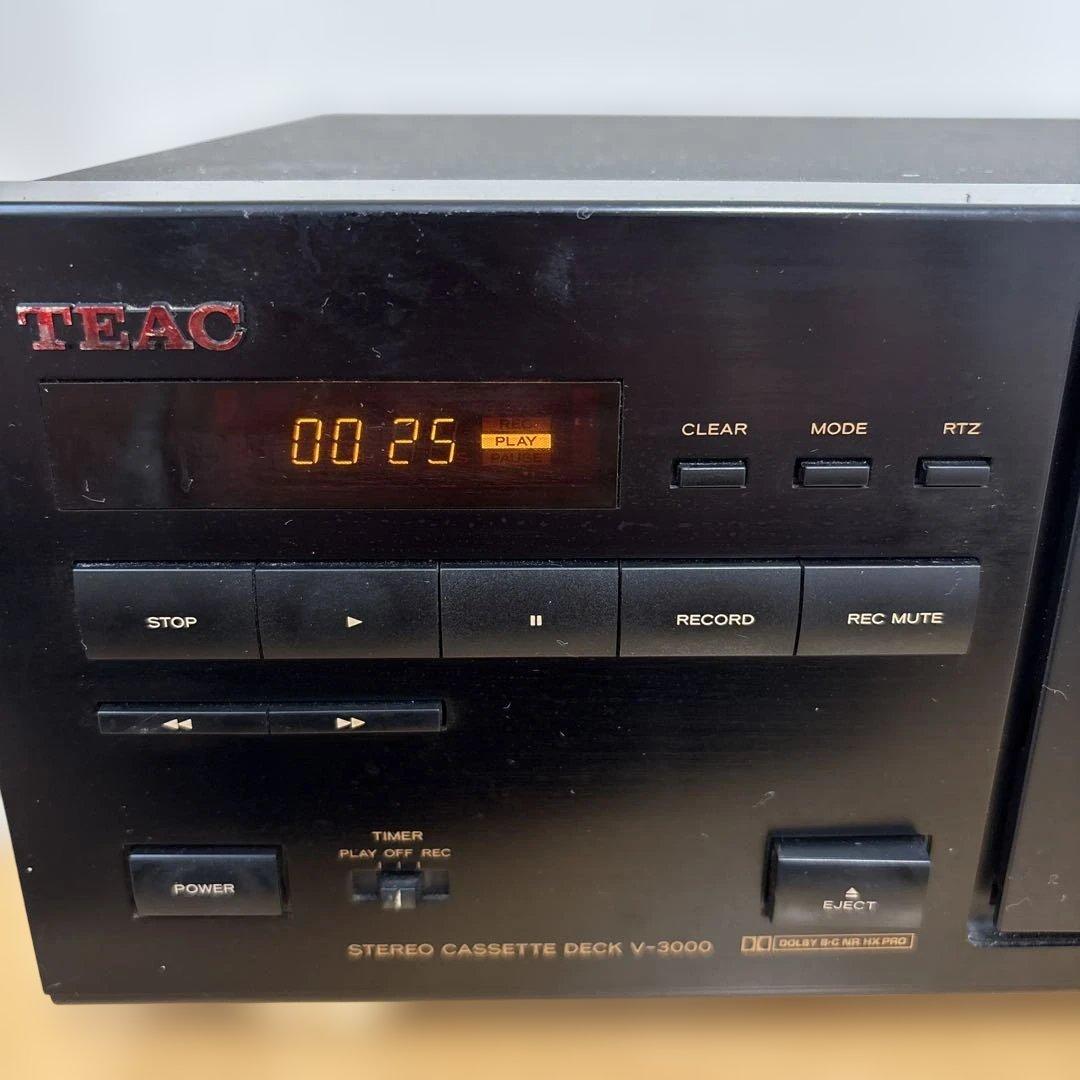 TEAC
00 25
REC
PLAY
PAUSE
CLEAR MODE RTZ
STOP ▶ ⏸ RECORD REC MUTE
◀◀ ▶▶
TIMER
PLAY OFF REC
POWER
⏏
EJECT
STEREO CASSETTE DECK V-3000
DOLBY B·C NR HX PRO